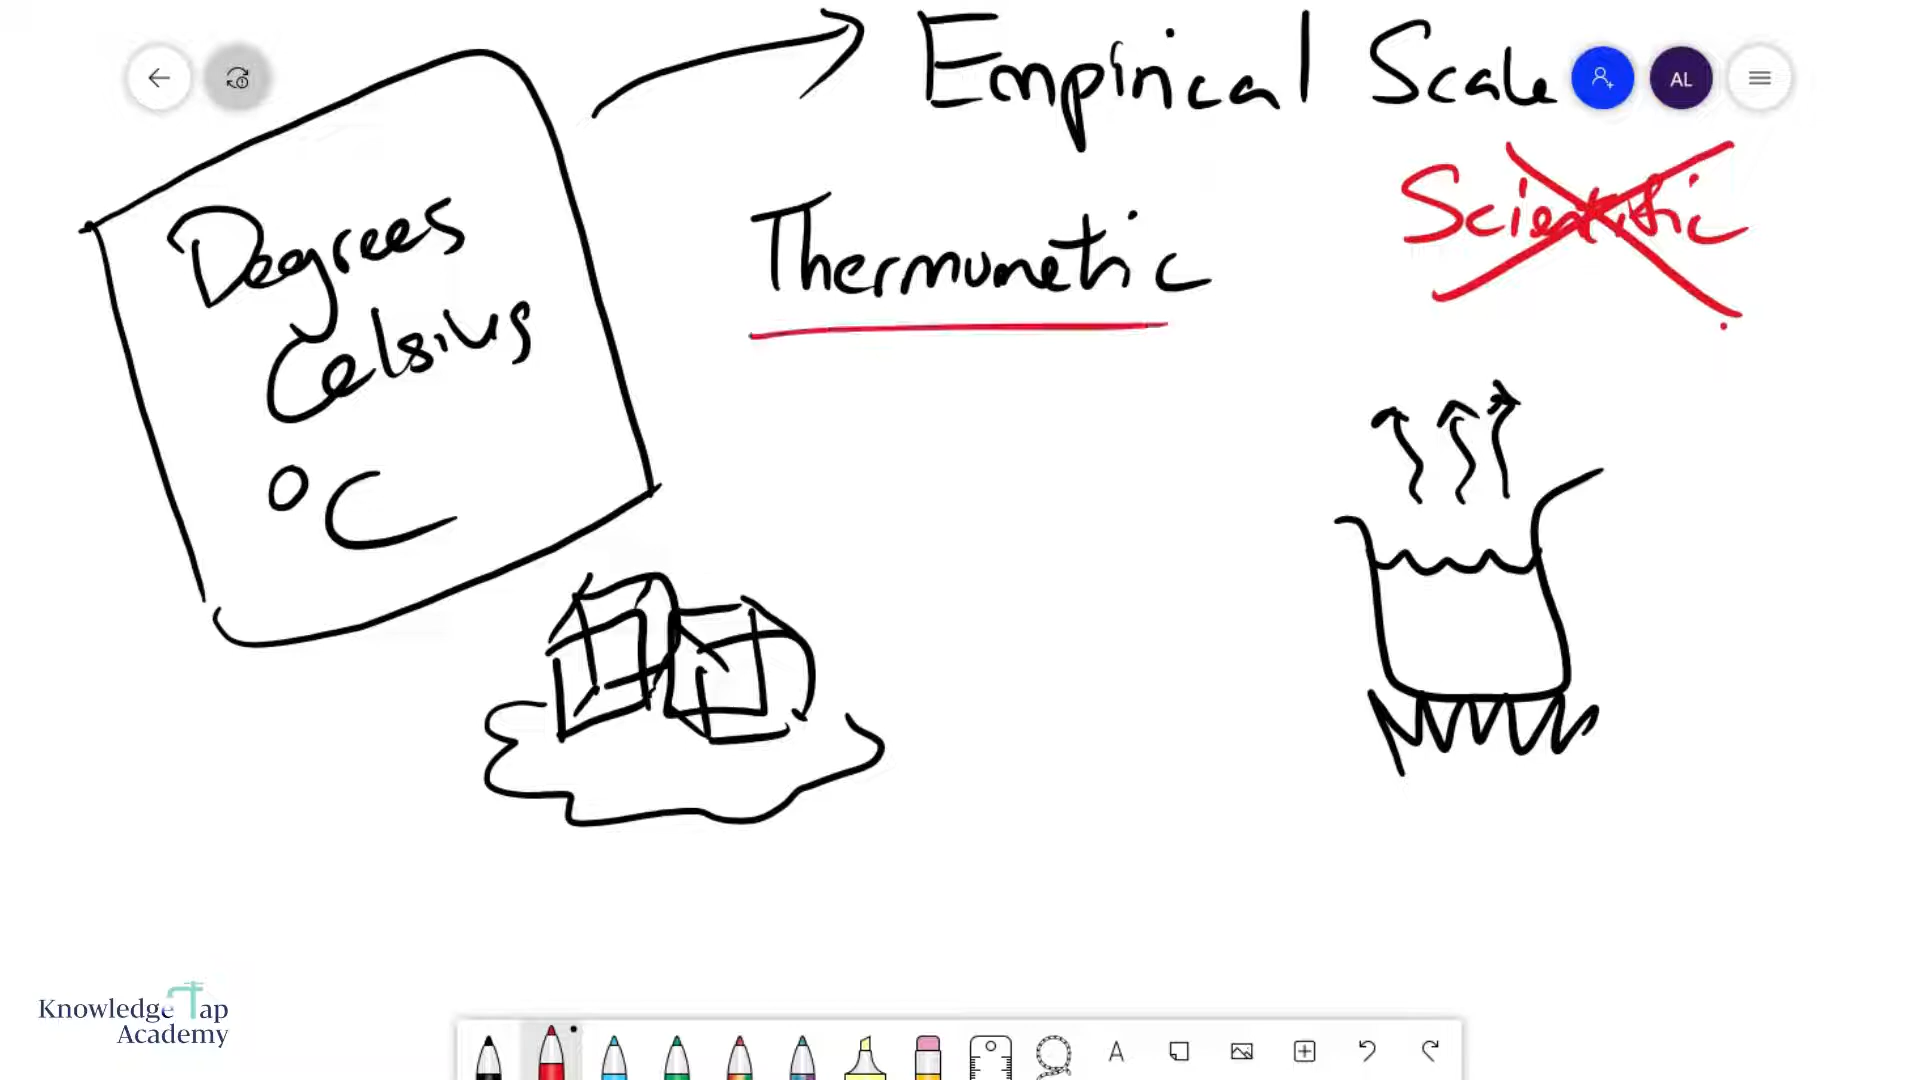 Empirical Scale
AL
Scientific
Degrees
Celsius
°C
Thermometric
Knowledge Tap
Academy
A